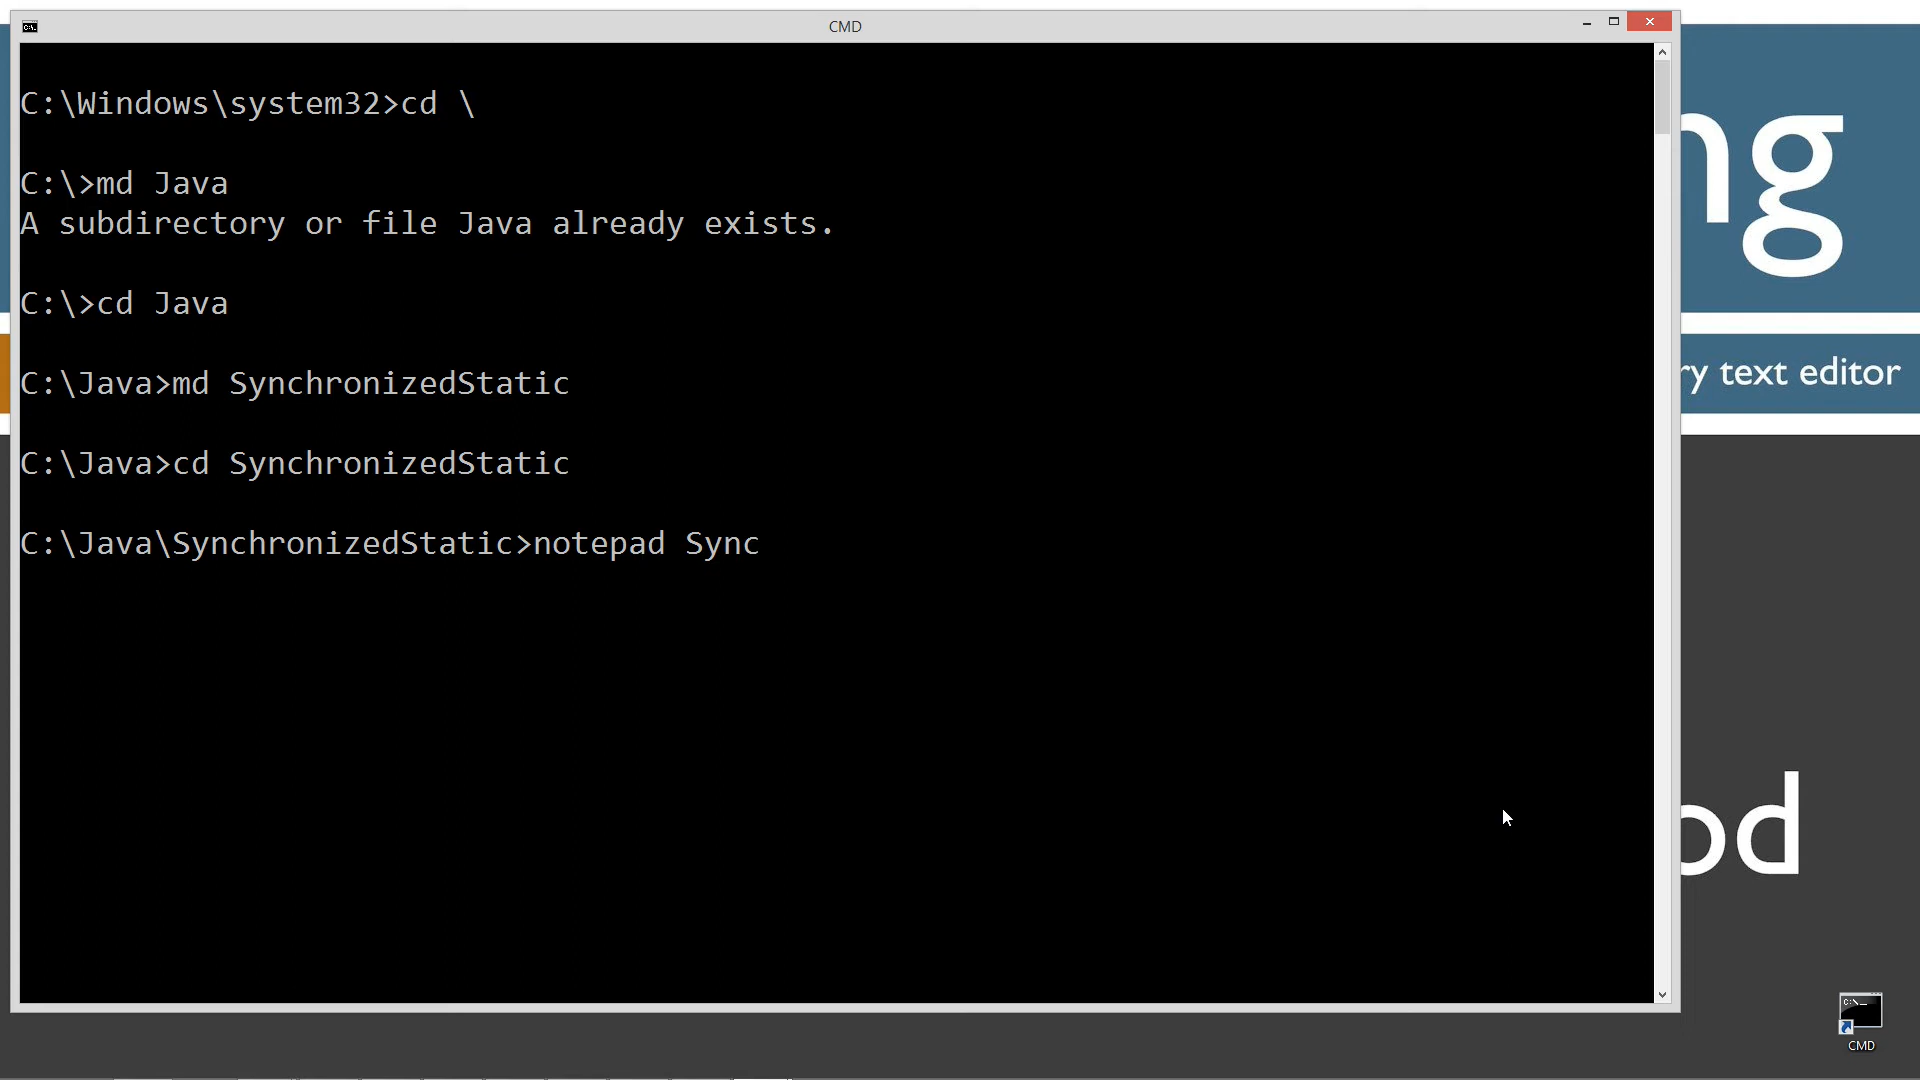 CMD
C:\Windows\system32>cd \
C:\>md Java
A subdirectory or file Java already exists.
C:\>cd Java
C:\Java>md SynchronizedStatic
C:\Java>cd SynchronizedStatic
C:\Java\SynchronizedStatic>notepad Sync
ng
ry text editor
od
CMD